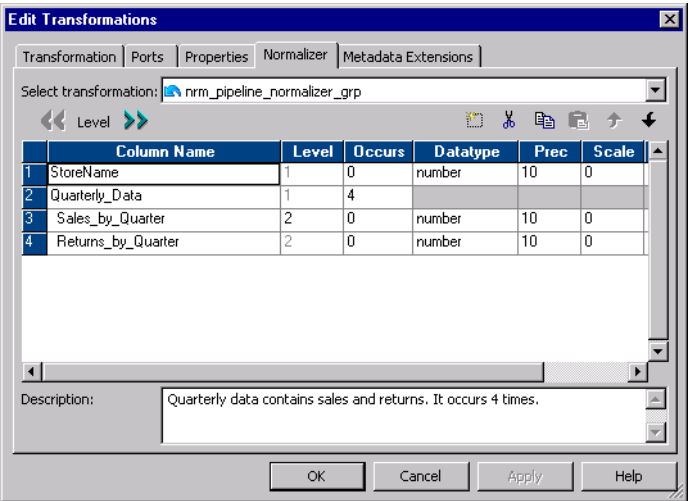 Edit Transformations
Transformation Ports Properties Normalizer Metadata Extensions
Select transformation: nrm_pipeline_normalizer_grp
Level
Column Name Level Occurs Datatype Prec Scale
1 StoreName 1 0 number 10 0
2 Quarterly_Data 1 4
3 Sales_by_Quarter 2 0 number 10 0
4 Returns_by_Quarter 2 0 number 10 0
Description: Quarterly data contains sales and returns. It occurs 4 times.
OK Cancel Apply Help